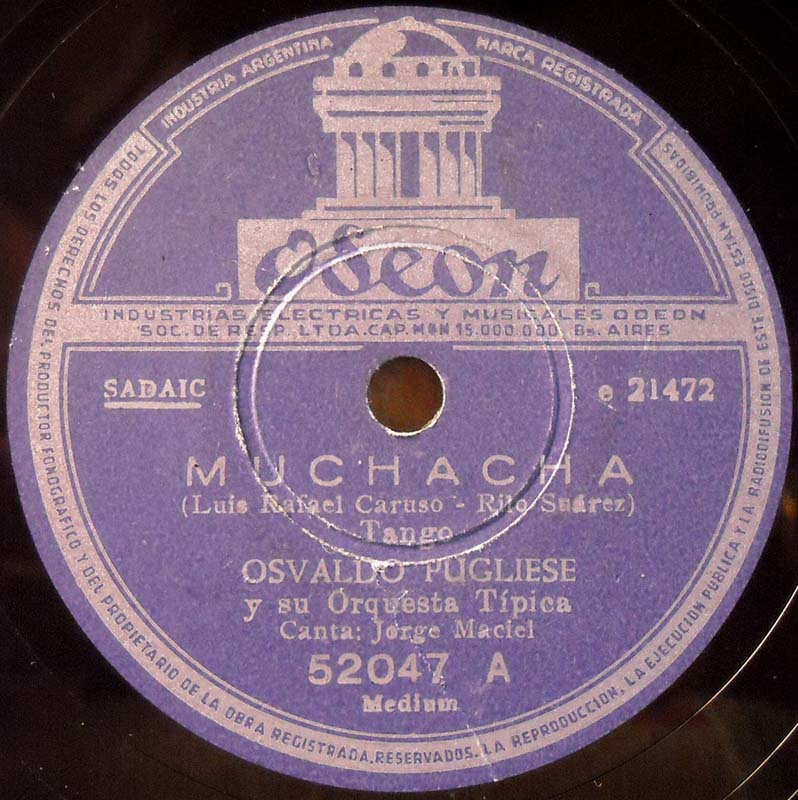 INDUSTRIA ARGENTINA MARCA REGISTRADA
TODOS LOS DERECHOS DEL PRODUCTOR FONOGRAFICO Y DEL PROPIETARIO DE LA OBRA REGISTRADA, RESERVADOS. LA REPRODUCCION, LA EJECUCION PUBLICA Y LA RADIODIFUSION DE ESTE DISCO ESTAN PROHIBIDAS
Odeon
INDUSTRIAS ELECTRICAS Y MUSICALES ODEON
SOC. DE RESP. LTDA. CAP. M$N 15.000.000, Bs. AIRES
SADAIC
e 21472
MUCHACHA
(Luis Rafael Caruso - Rilo Suárez)
Tango
OSVALDO PUGLIESE
y su Orquesta Típica
Canta: Jorge Maciel
52047 A
Medium